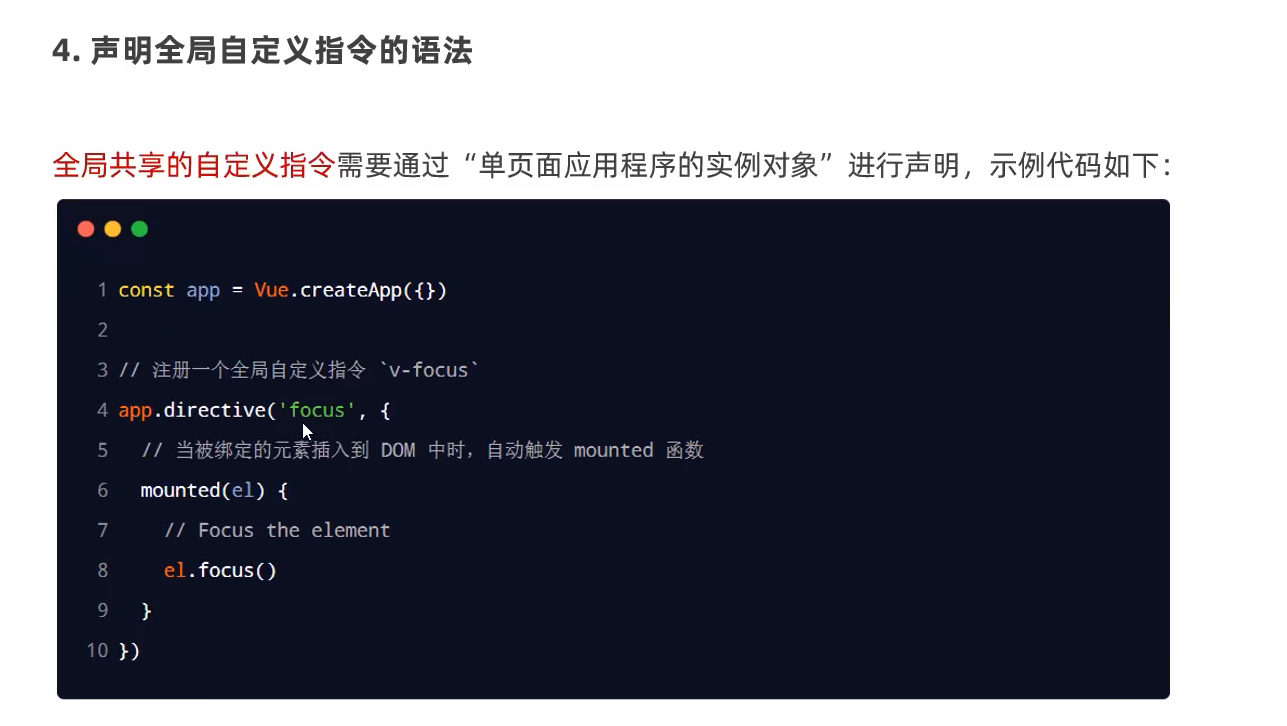 4. 声明全局自定义指令的语法
全局共享的自定义指令需要通过“单页面应用程序的实例对象”进行声明，示例代码如下：
1 const app = Vue.createApp({})
2
3 // 注册一个全局自定义指令 `v-focus`
4 app.directive('focus', {
5   // 当被绑定的元素插入到 DOM 中时，自动触发 mounted 函数
6   mounted(el) {
7     // Focus the element
8     el.focus()
9   }
10 })